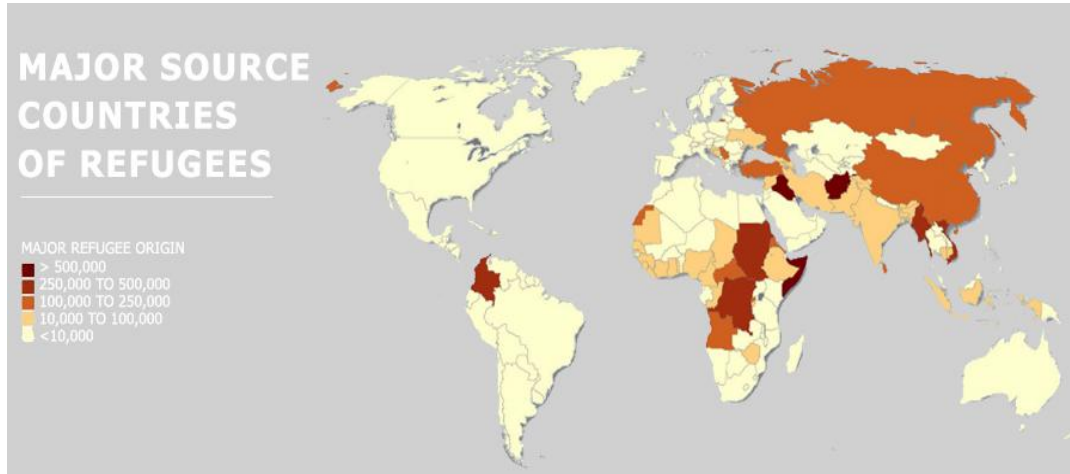 MAJOR SOURCE
COUNTRIES
OF REFUGEES
MAJOR REFUGEE ORIGIN
> 500,000
250,000 TO 500,000
100,000 TO 250,000
10,000 TO 100,000
<10,000